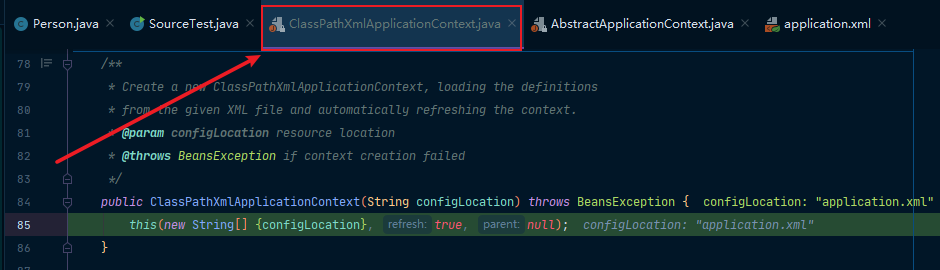 Person.java × SourceTest.java × ClassPathXmlApplicationContext.java × AbstractApplicationContext.java × application.xml ×
78 /**
79 * Create a new ClassPathXmlApplicationContext, loading the definitions
80 * from the given XML file and automatically refreshing the context.
81 * @param configLocation resource location
82 * @throws BeansException if context creation failed
83 */
84 public ClassPathXmlApplicationContext(String configLocation) throws BeansException { configLocation: "application.xml"
85 this(new String[] {configLocation}, refresh: true, parent: null); configLocation: "application.xml"
86 }
87